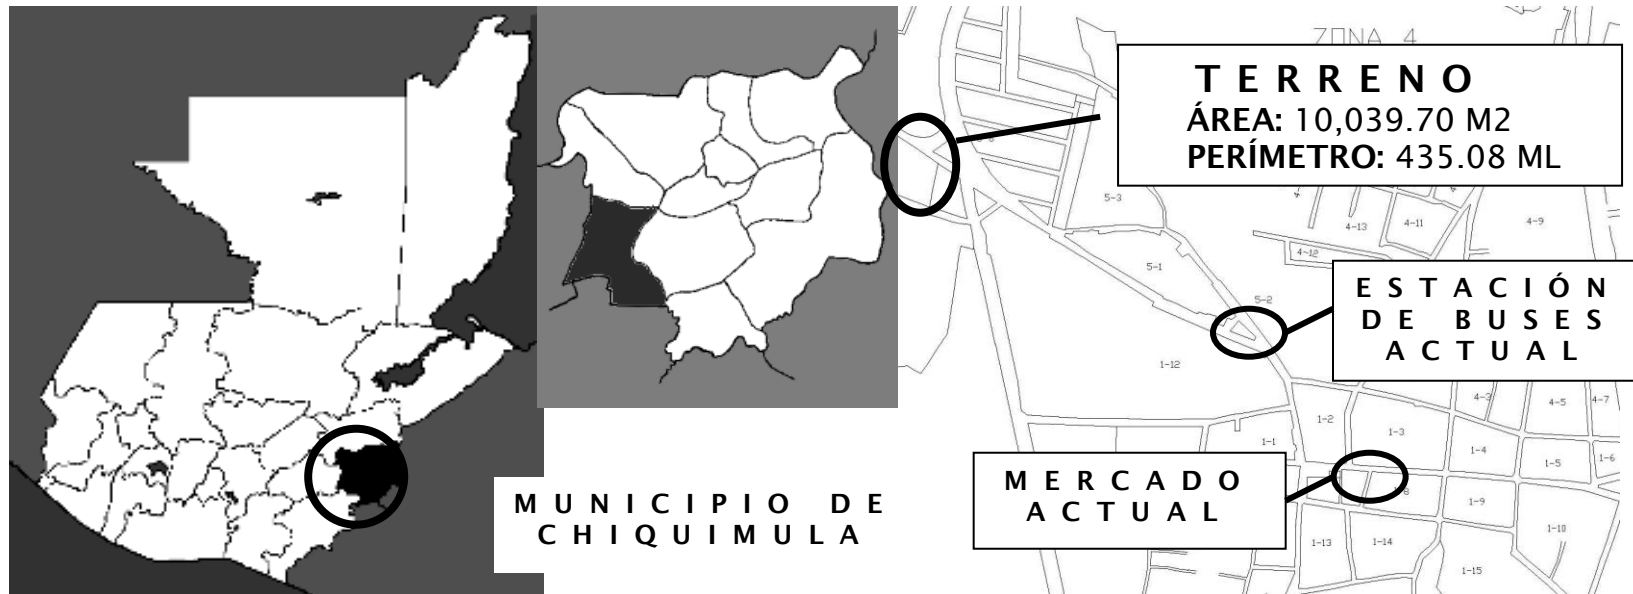 ZONA 4
TERRENO
ÁREA: 10,039.70 M2
PERÍMETRO: 435.08 ML
5-3
4-13
4-11
4-9
4-12
5-1
5-2
ESTACIÓN
DE BUSES
ACTUAL
1-12
4-3
4-5
4-7
1-2
1-3
1-1
1-4
1-5
1-6
MERCADO
ACTUAL
MUNICIPIO DE
CHIQUIMULA
1-8
1-9
1-10
1-13
1-14
1-15